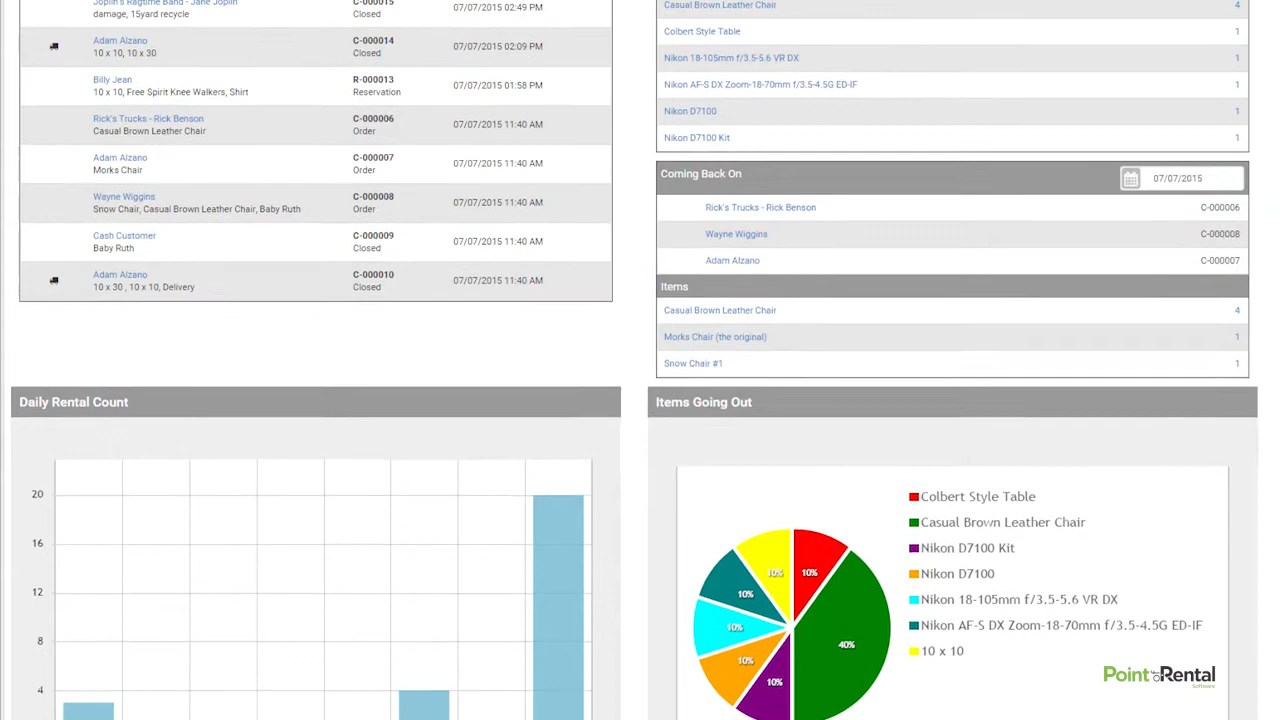 Joplin's Ragtime Band - Jane Joplin
damage, 15yard recycle
C-000015
Closed
07/07/2015 02:49 PM
Adam Alzano
10 x 10, 10 x 30
C-000014
Closed
07/07/2015 02:09 PM
Billy Jean
10 x 10, Free Spirit Knee Walkers, Shirt
R-000013
Reservation
07/07/2015 01:58 PM
Rick's Trucks - Rick Benson
Casual Brown Leather Chair
C-000006
Order
07/07/2015 11:40 AM
Adam Alzano
Morks Chair
C-000007
Order
07/07/2015 11:40 AM
Wayne Wiggins
Snow Chair, Casual Brown Leather Chair, Baby Ruth
C-000008
Order
07/07/2015 11:40 AM
Cash Customer
Baby Ruth
C-000009
Closed
07/07/2015 11:40 AM
Adam Alzano
10 x 30 , 10 x 10, Delivery
C-000010
Closed
07/07/2015 11:40 AM
Casual Brown Leather Chair 4
Colbert Style Table 1
Nikon 18-105mm f/3.5-5.6 VR DX 1
Nikon AF-S DX Zoom-18-70mm f/3.5-4.5G ED-IF 1
Nikon D7100 1
Nikon D7100 Kit 1
Coming Back On 07/07/2015
Rick's Trucks - Rick Benson C-000006
Wayne Wiggins C-000008
Adam Alzano C-000007
Items
Casual Brown Leather Chair 4
Morks Chair (the original) 1
Snow Chair #1 1
Daily Rental Count
20
16
12
8
4
Items Going Out
10%
10%
10%
10%
10%
10%
40%
Colbert Style Table
Casual Brown Leather Chair
Nikon D7100 Kit
Nikon D7100
Nikon 18-105mm f/3.5-5.6 VR DX
Nikon AF-S DX Zoom-18-70mm f/3.5-4.5G ED-IF
10 x 10
Point of Rental
Software